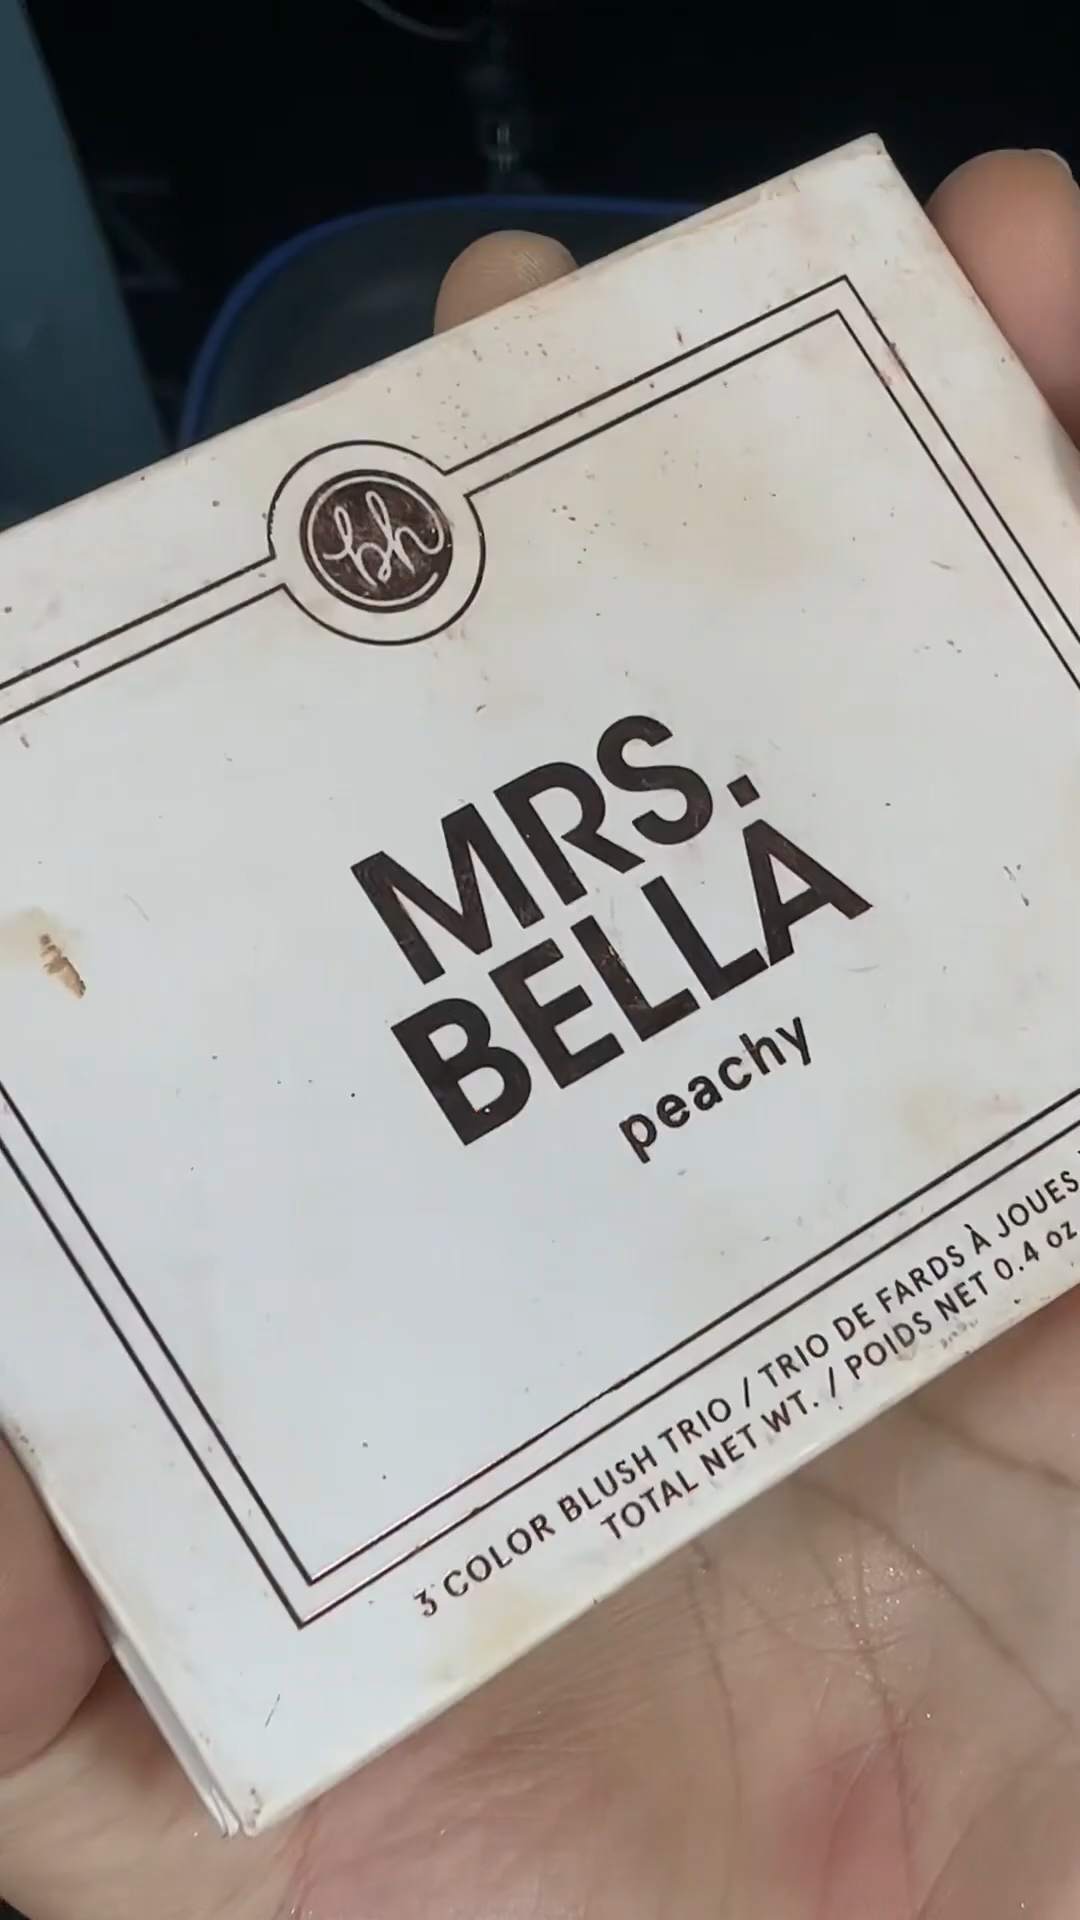 bh
MRS.
BELLA
peachy
3 COLOR BLUSH TRIO / TRIO DE FARDS À JOUES
TOTAL NET WT. / POIDS NET 0.4 oz